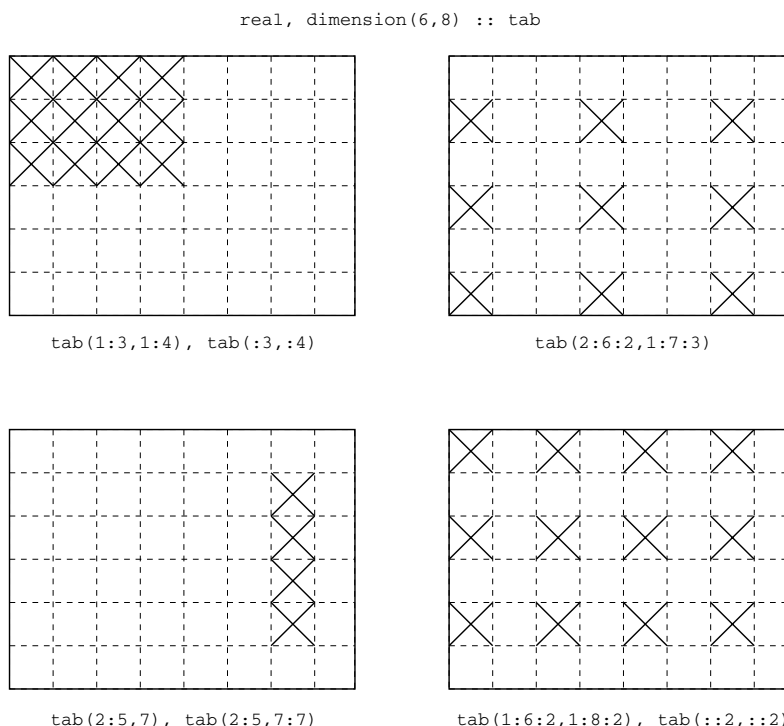 real, dimension(6,8) :: tab
tab(1:3,1:4), tab(:3,:4)
tab(2:6:2,1:7:3)
tab(2:5,7), tab(2:5,7:7)
tab(1:6:2,1:8:2), tab(::2,::2)